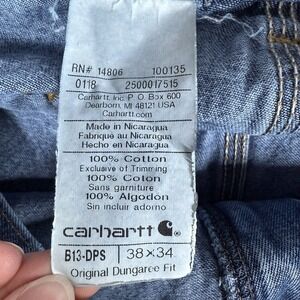 RN# 14806 100135
0118 2500017515
Carhartt, Inc. P.O. Box 600
Dearborn, MI 48121 USA
Carhartt.com
Made in Nicaragua
Fabriqué au Nicaragua
Hecho en Nicaragua
100% Cotton
Exclusive of Trimming
100% Coton
Sans garniture
100% Algodon
Sin incluir adorno
carhartt
B13-DPS 38×34
Original Dungaree Fit